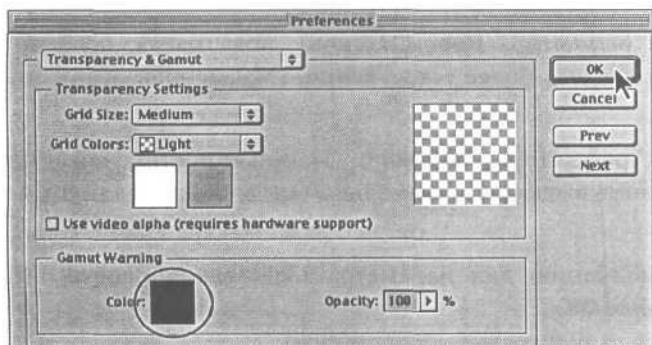 Preferences
Transparency & Gamut
OK
Transparency Settings
Cancel
Grid Size: Medium
Prev
Grid Colors: Light
Next
Use video alpha (requires hardware support)
Gamut Warning
Color:
Opacity: 100 %